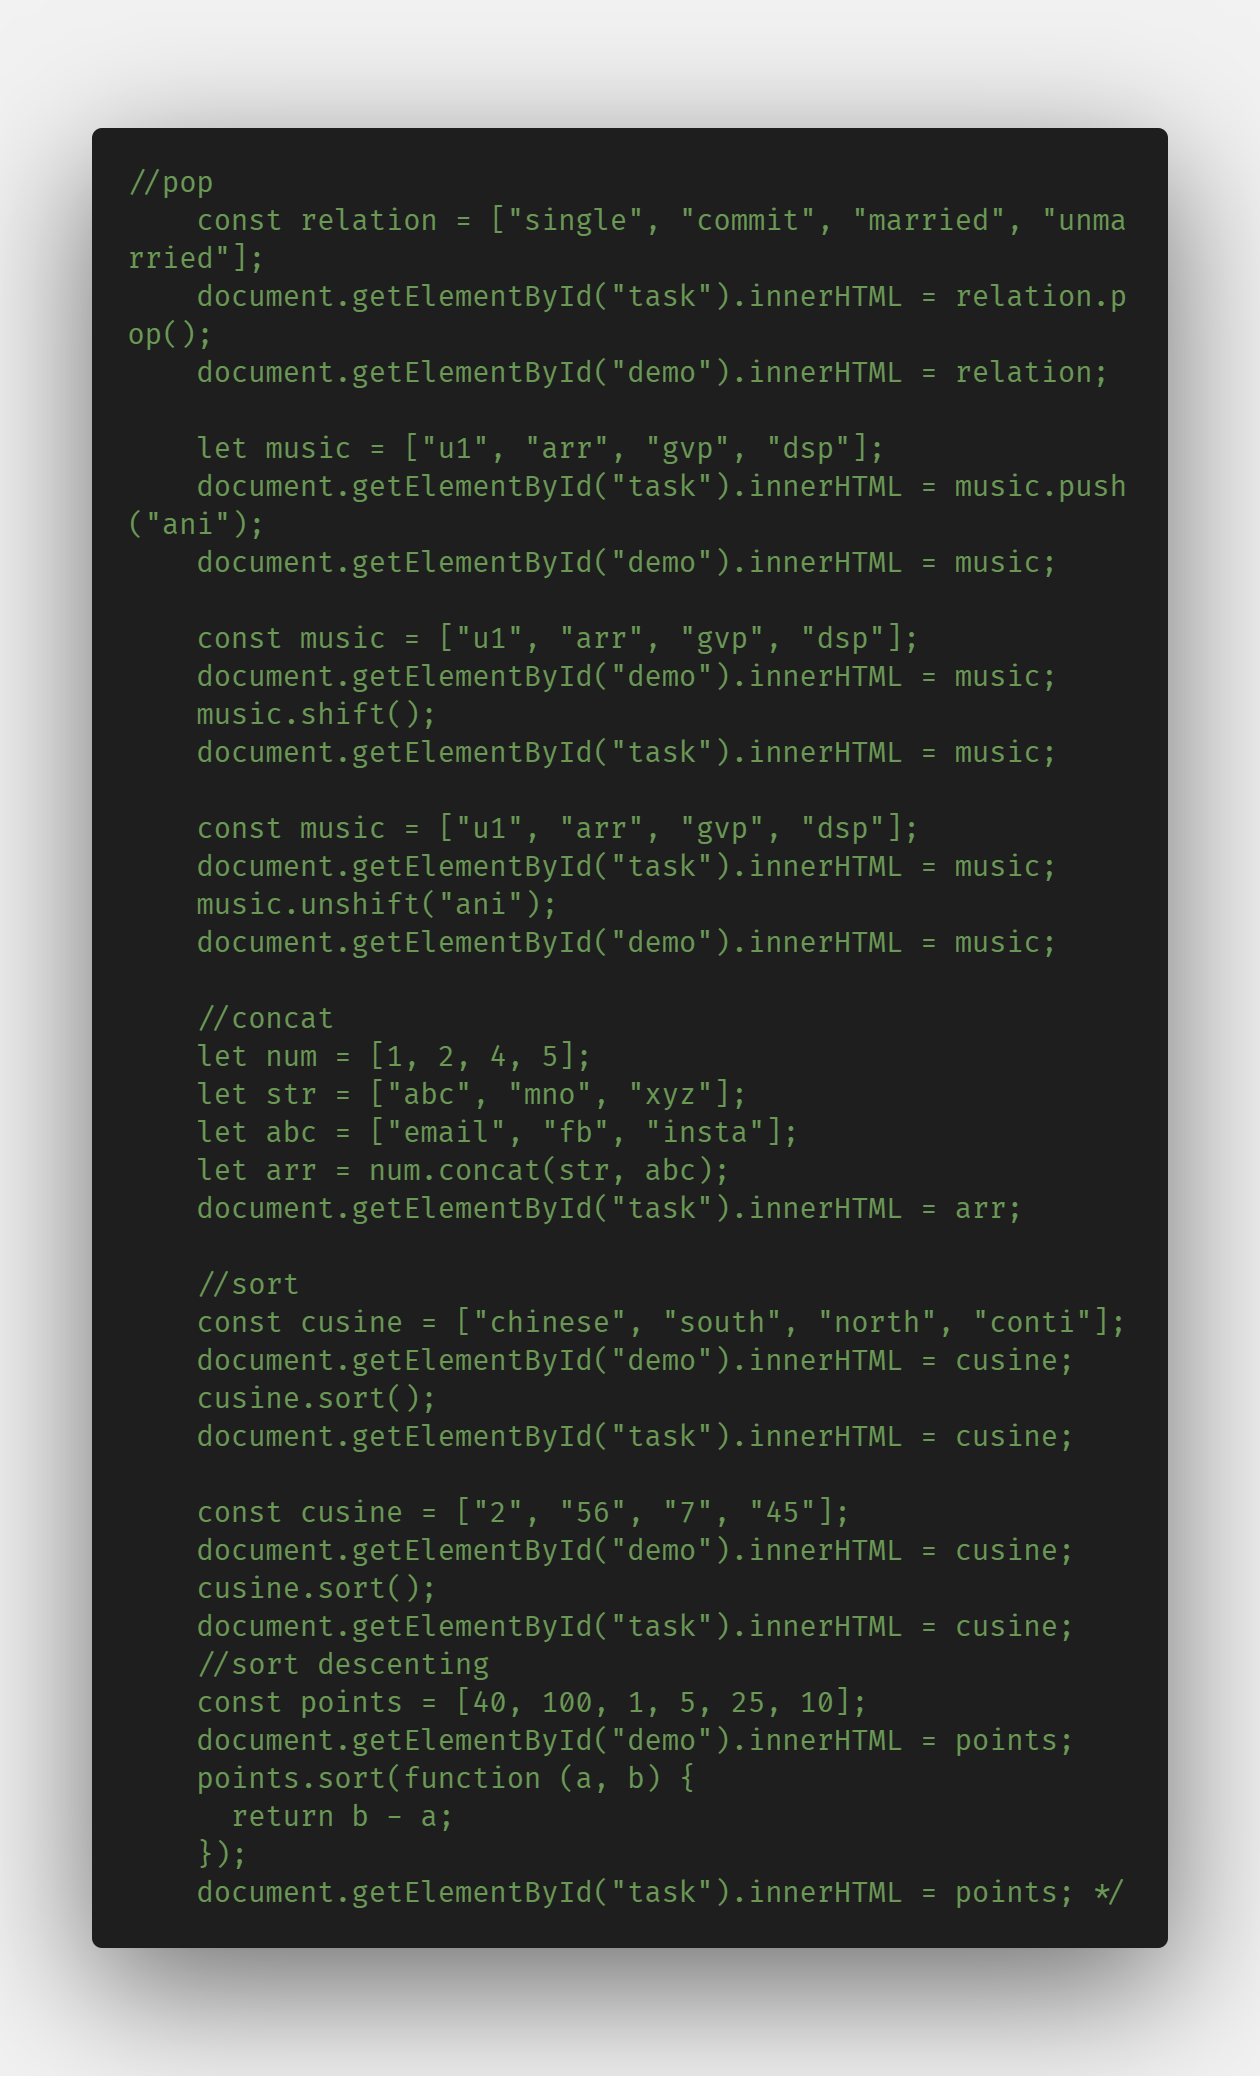 //pop
    const relation = ["single", "commit", "married", "unma
rried"];
    document.getElementById("task").innerHTML = relation.p
op();
    document.getElementById("demo").innerHTML = relation;

    let music = ["u1", "arr", "gvp", "dsp"];
    document.getElementById("task").innerHTML = music.push
("ani");
    document.getElementById("demo").innerHTML = music;

    const music = ["u1", "arr", "gvp", "dsp"];
    document.getElementById("demo").innerHTML = music;
    music.shift();
    document.getElementById("task").innerHTML = music;

    const music = ["u1", "arr", "gvp", "dsp"];
    document.getElementById("task").innerHTML = music;
    music.unshift("ani");
    document.getElementById("demo").innerHTML = music;

    //concat
    let num = [1, 2, 4, 5];
    let str = ["abc", "mno", "xyz"];
    let abc = ["email", "fb", "insta"];
    let arr = num.concat(str, abc);
    document.getElementById("task").innerHTML = arr;

    //sort
    const cusine = ["chinese", "south", "north", "conti"];
    document.getElementById("demo").innerHTML = cusine;
    cusine.sort();
    document.getElementById("task").innerHTML = cusine;

    const cusine = ["2", "56", "7", "45"];
    document.getElementById("demo").innerHTML = cusine;
    cusine.sort();
    document.getElementById("task").innerHTML = cusine;
    //sort descenting
    const points = [40, 100, 1, 5, 25, 10];
    document.getElementById("demo").innerHTML = points;
    points.sort(function (a, b) {
      return b - a;
    });
    document.getElementById("task").innerHTML = points; */